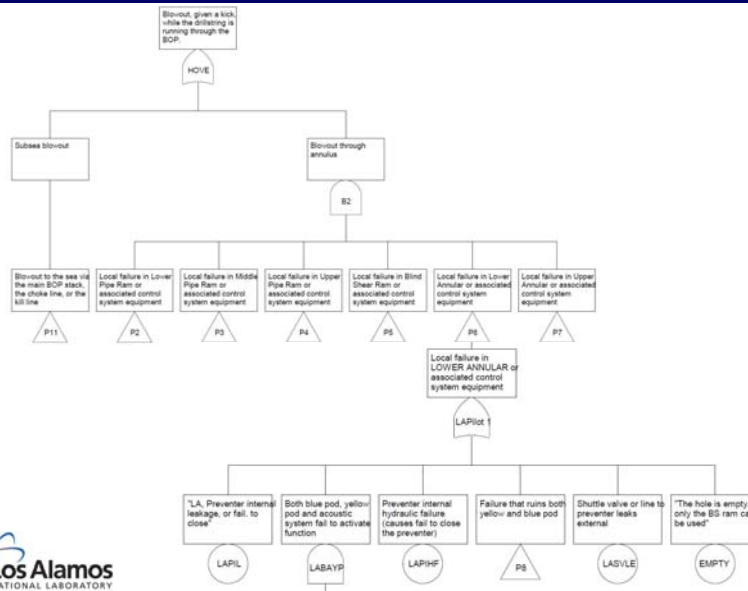 Blowout, given a kick,
while the drillstring is
running through the
BOP.
HOVE
Subsea blowout
Blowout through
annulus
B2
Blowout to the sea via
the main BOP stack,
the choke line, or the
kill line
Local failure in Lower
Pipe Ram or
associated control
system equipment
Local failure in Middle
Pipe Ram or
associated control
system equipment
Local failure in Upper
Pipe Ram or
associated control
system equipment
Local failure in Blind
Shear Ram or
associated control
system equipment
Local failure in Lower
Annular or associated
control system
equipment
Local failure in Upper
Annular or associated
control system
equipment
P11
P2
P3
P4
P5
P6
P7
Local failure in
LOWER ANNULAR or
associated control
system equipment
LAPilot 1
"LA, Preventer internal
leakage, or fail. to
close"
Both blue pod, yellow
pod and acoustic
system fail to activate
function
Preventer internal
hydraulic failure
(causes fail to close
the preventer)
Failure that ruins both
yellow and blue pod
Shuttle valve or line to
preventer leaks
external
"The hole is empty,
only the BS ram can
be used"
LAPIL
LABAYP
LAPIHF
P8
LASVLE
EMPTY
Los Alamos
NATIONAL LABORATORY